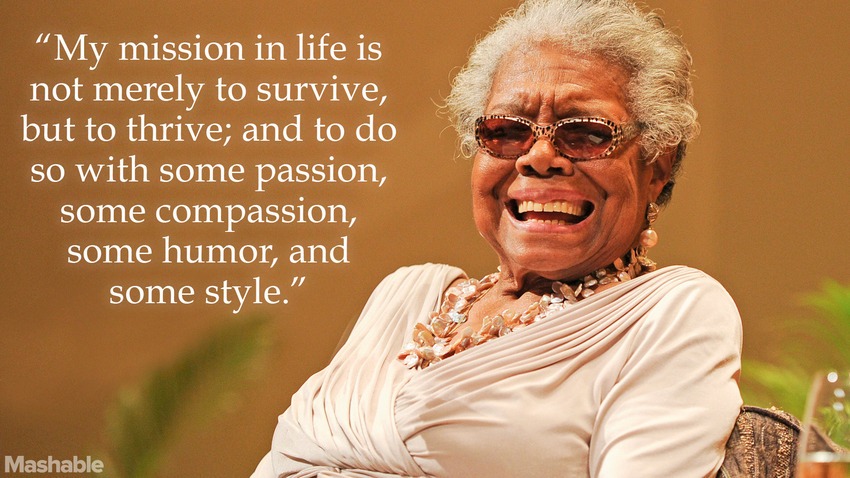 “My mission in life is
not merely to survive,
but to thrive; and to do
so with some passion,
some compassion,
some humor, and
some style.”
Mashable